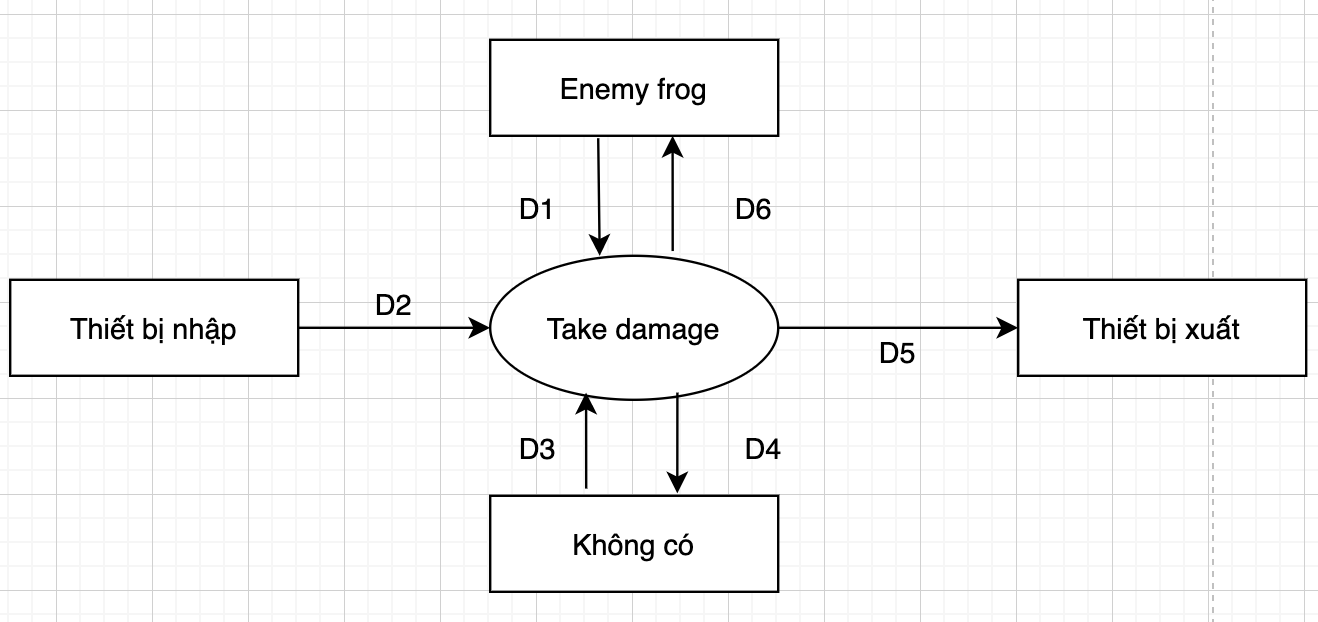 Enemy frog
D1
D6
D2
Thiết bị nhập
Take damage
Thiết bị xuất
D5
D3
D4
Không có